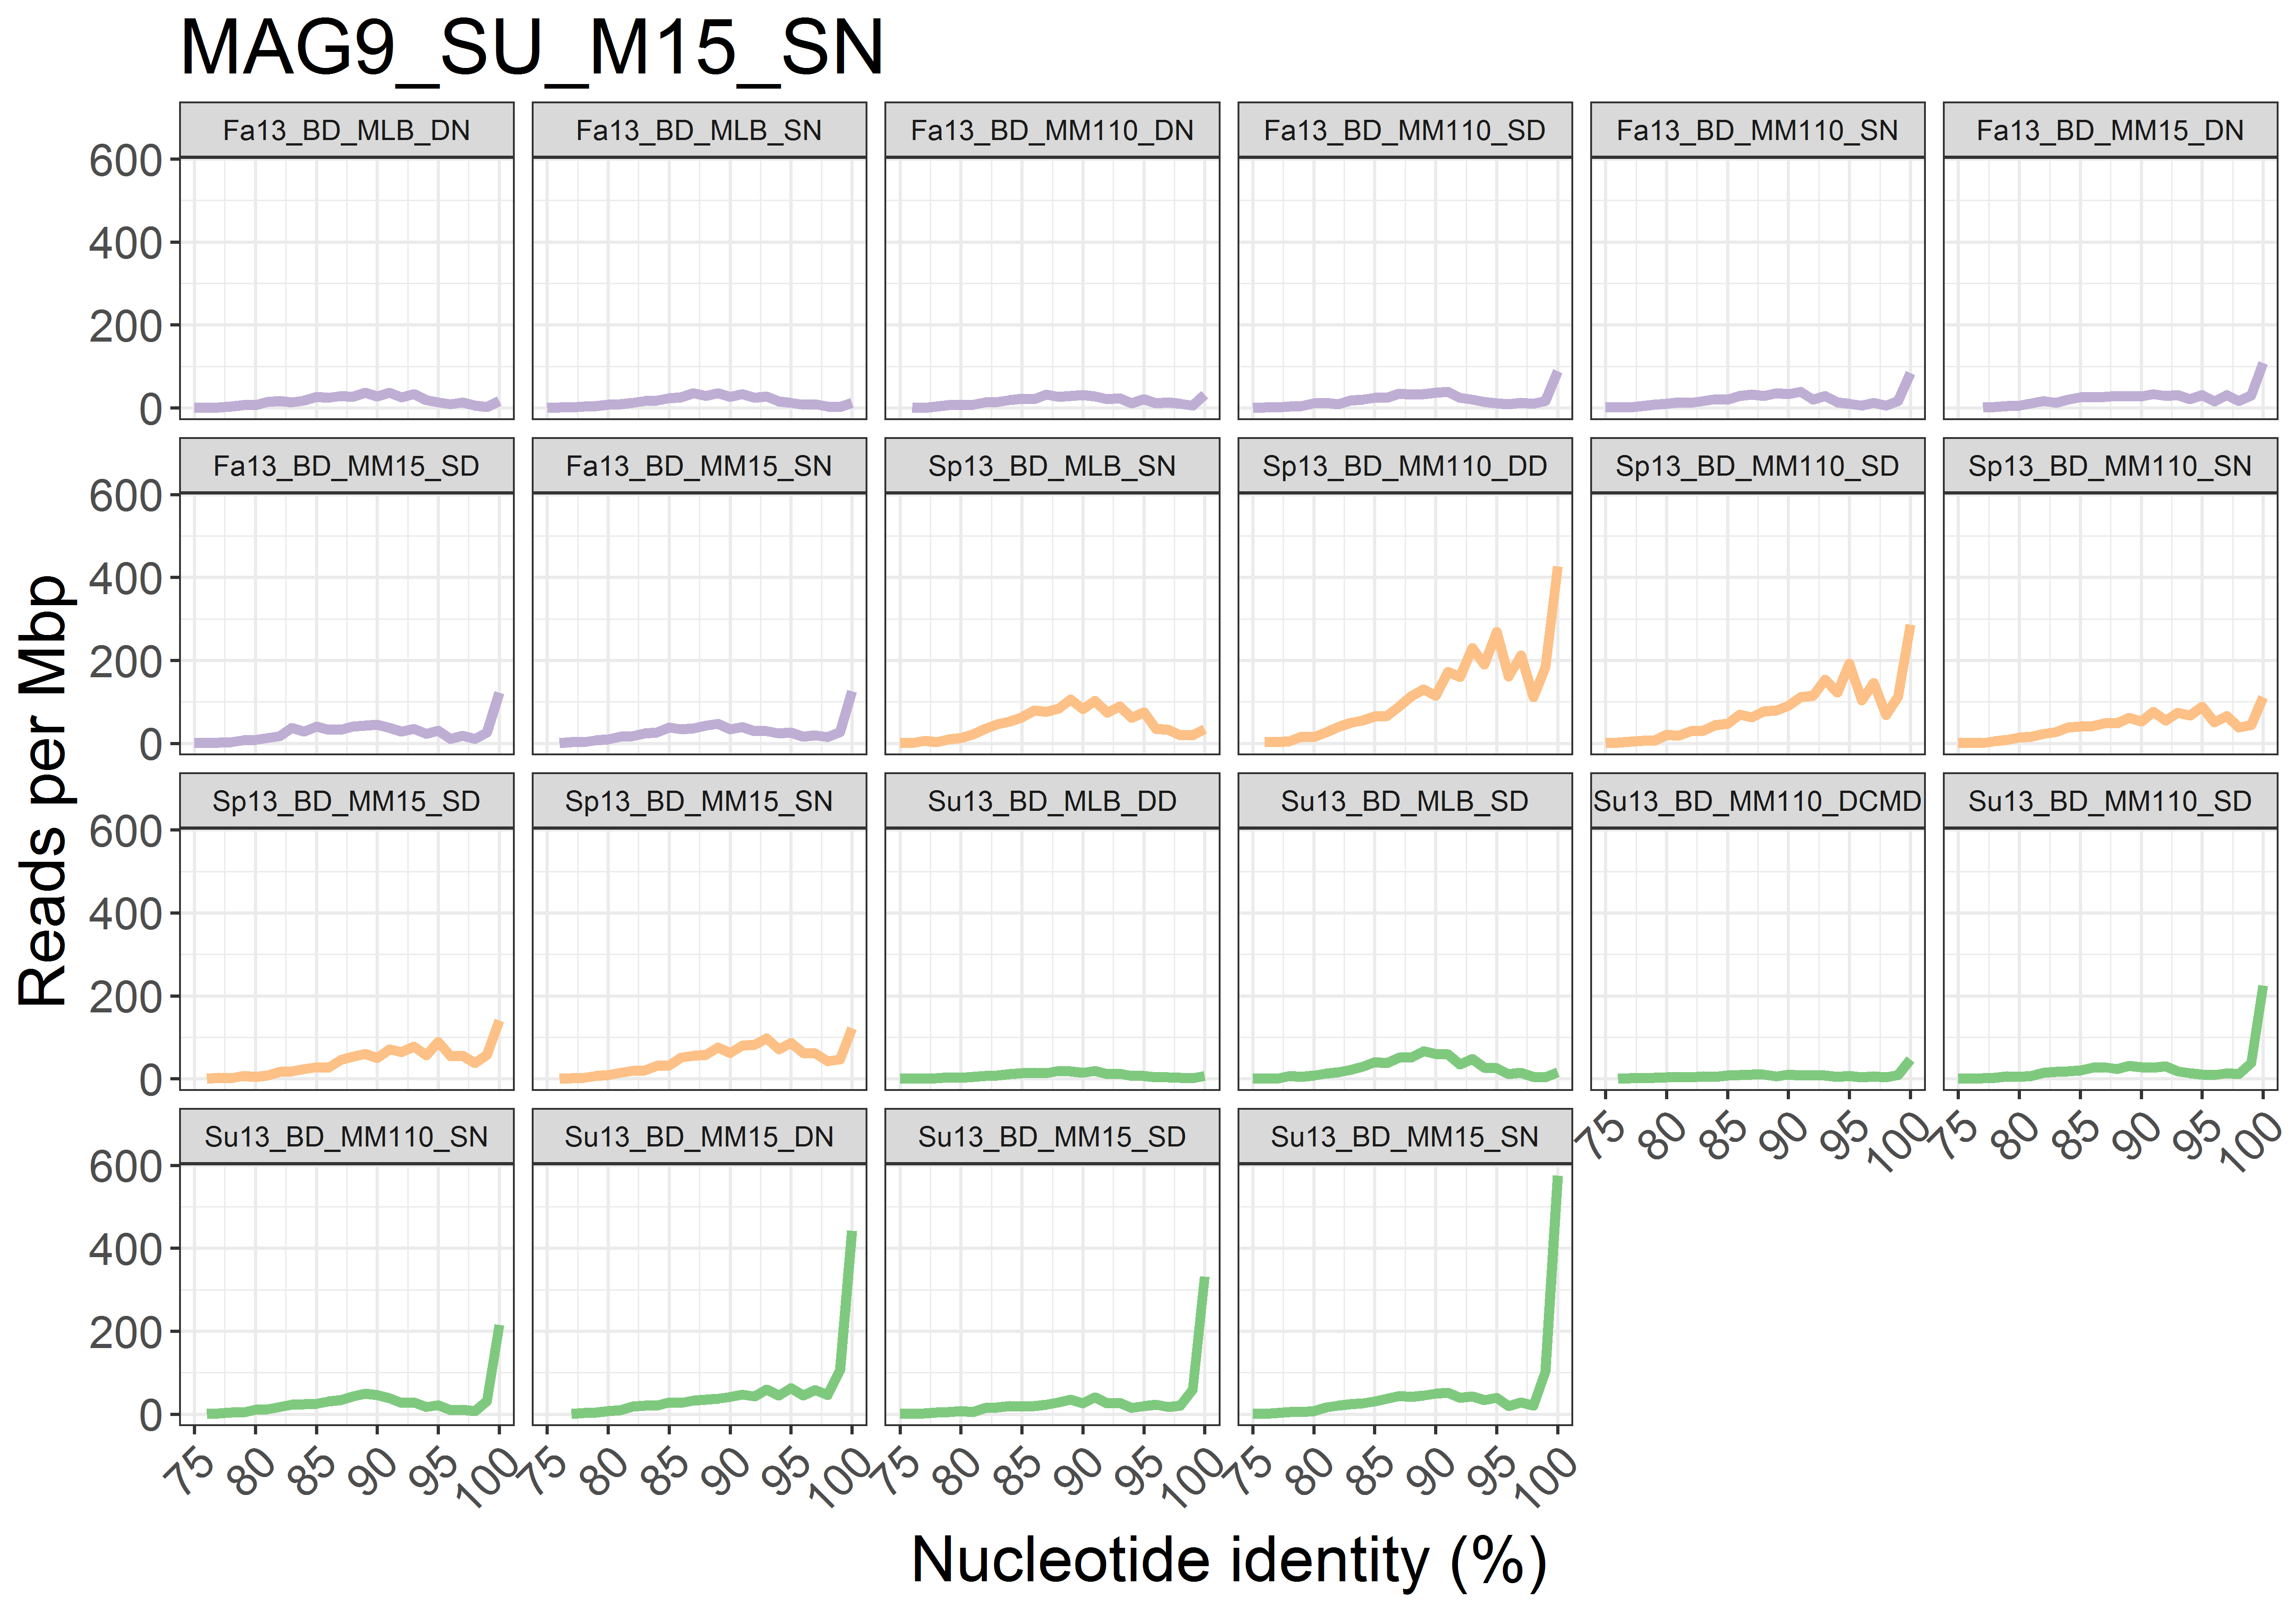 MAG9_SU_M15_SN
Fa13_BD_MLB_DN Fa13_BD_MLB_SN Fa13_BD_MM110_DN Fa13_BD_MM110_SD Fa13_BD_MM110_SN Fa13_BD_MM15_DN
600
400
200
0
Fa13_BD_MM15_SD Fa13_BD_MM15_SN Sp13_BD_MLB_SN Sp13_BD_MM110_DD Sp13_BD_MM110_SD Sp13_BD_MM110_SN
600
400
200
0
Sp13_BD_MM15_SD Sp13_BD_MM15_SN Su13_BD_MLB_DD Su13_BD_MLB_SD Su13_BD_MM110_DCMD Su13_BD_MM110_SD
600
400
200
0
75 80 85 90 95 100 75 80 85 90 95 100
Su13_BD_MM110_SN Su13_BD_MM15_DN Su13_BD_MM15_SD Su13_BD_MM15_SN
600
400
200
0
75 80 85 90 95 100 75 80 85 90 95 100 75 80 85 90 95 100 75 80 85 90 95 100
Reads per Mbp
Nucleotide identity (%)